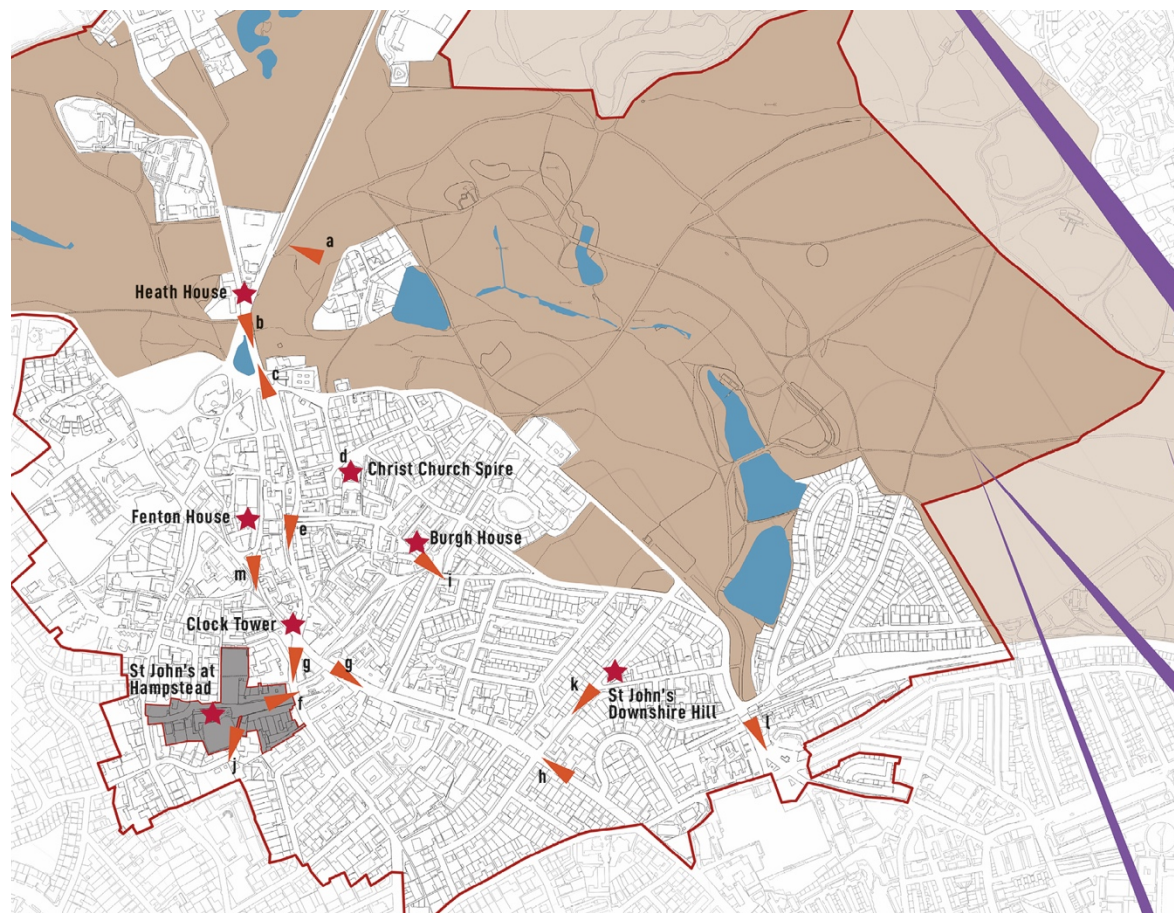 a
Heath House
b
c
d
Christ Church Spire
Fenton House
e
Burgh House
m
i
Clock Tower
St John's at
Hampstead
g
g
k
St John's
Downshire Hill
f
l
j
h